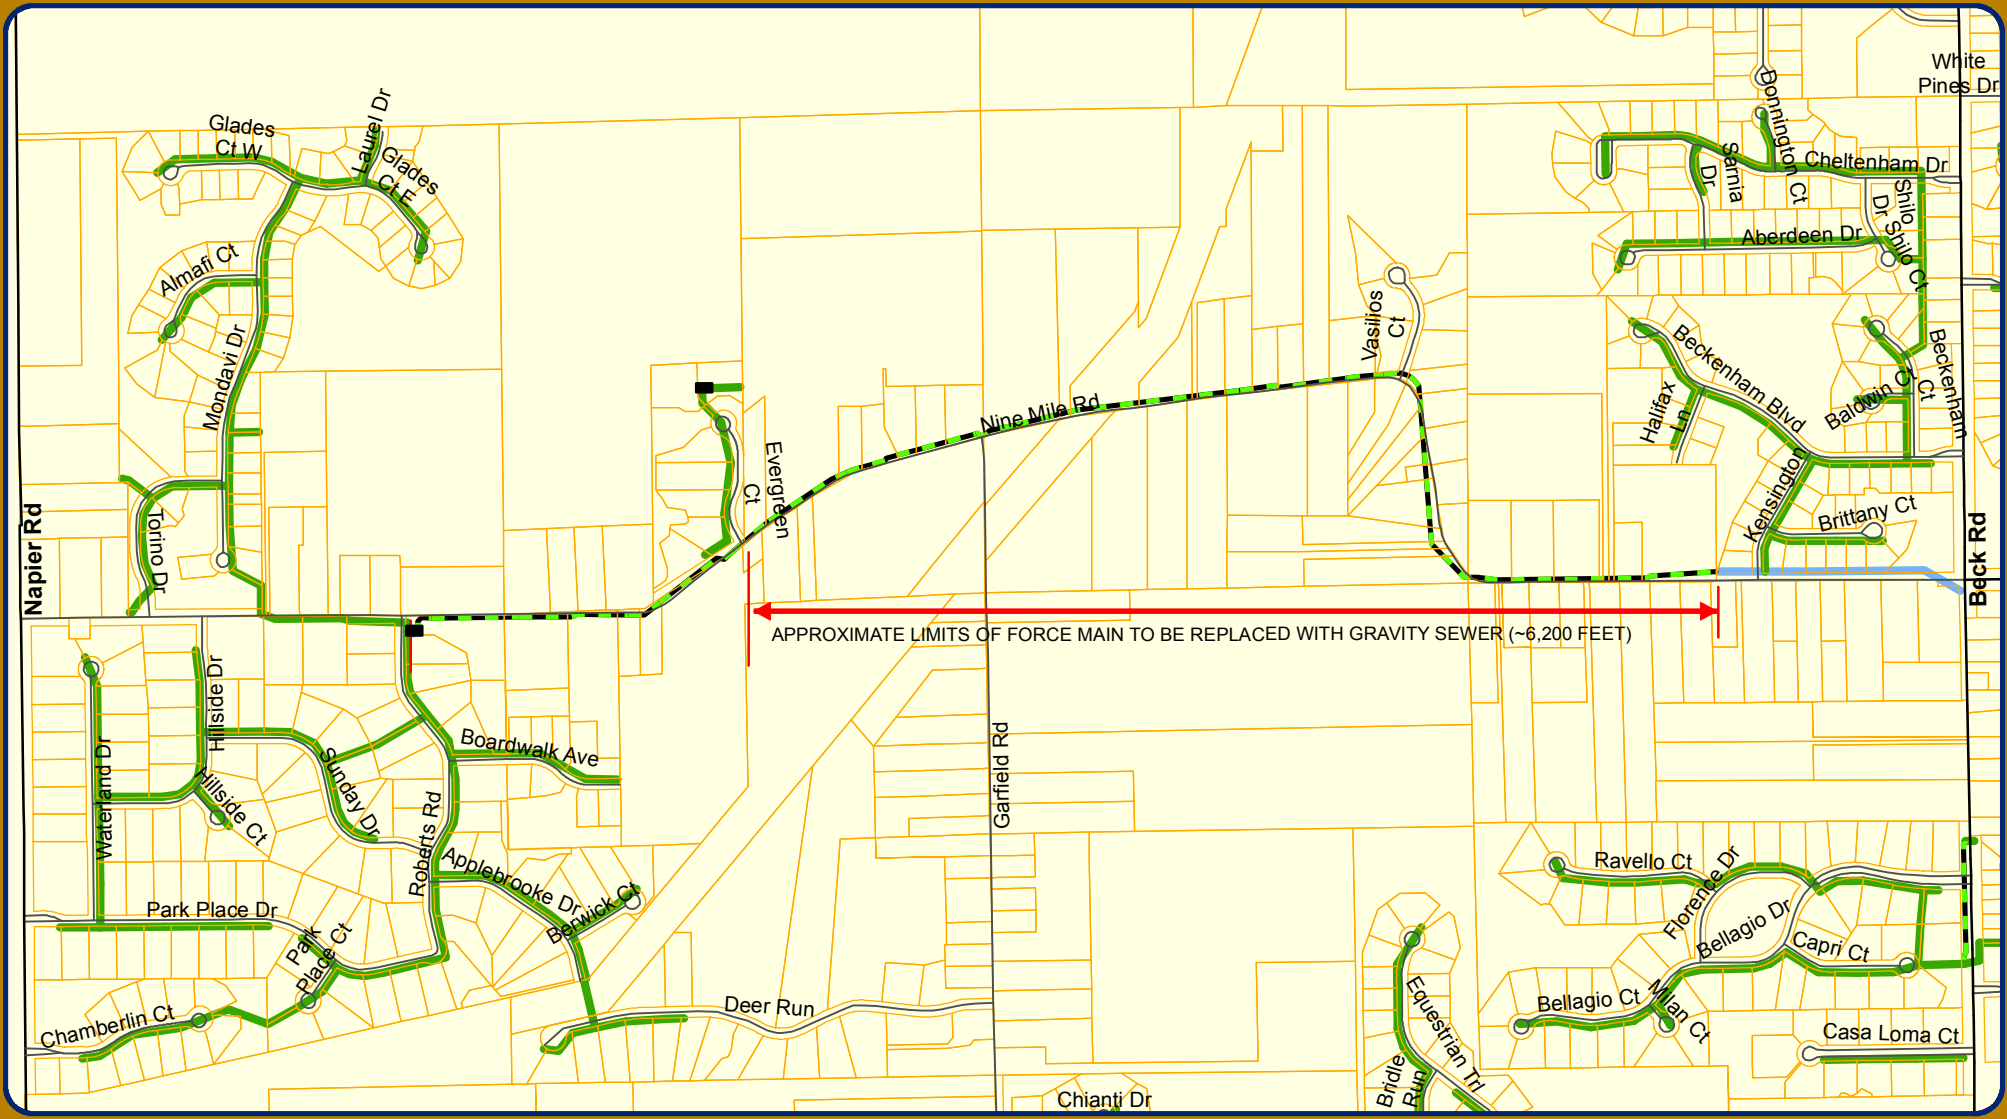 White
Pines Dr
Donnington Ct
Glades
Ct W
Laurel Dr
Glades
Ct E
Sarnia
Dr
Cheltenham Dr
Shilo
Dr
Shilo Ct
Aberdeen Dr
Almafi Ct
Mondavi Dr
Vasilios
Ct
Beckenham Blvd
Halifax
Ln
Baldwin Ct
Beckenham
Ct
Nine Mile Rd
Evergreen
Ct
Kensington
Brittany Ct
Napier Rd
Torino Dr
Beck Rd
APPROXIMATE LIMITS OF FORCE MAIN TO BE REPLACED WITH GRAVITY SEWER (~6,200 FEET)
Hillside Dr
Waterland Dr
Hillside Ct
Sunday Dr
Boardwalk Ave
Roberts Rd
Garfield Rd
Applebrooke Dr
Berwick Ct
Park Place Dr
Park
Place Ct
Chamberlin Ct
Deer Run
Ravello Ct
Florence Dr
Bellagio Dr
Capri Ct
Bellagio Ct
Milan Ct
Casa Loma Ct
Equestrian Trl
Bridle
Run
Chianti Dr